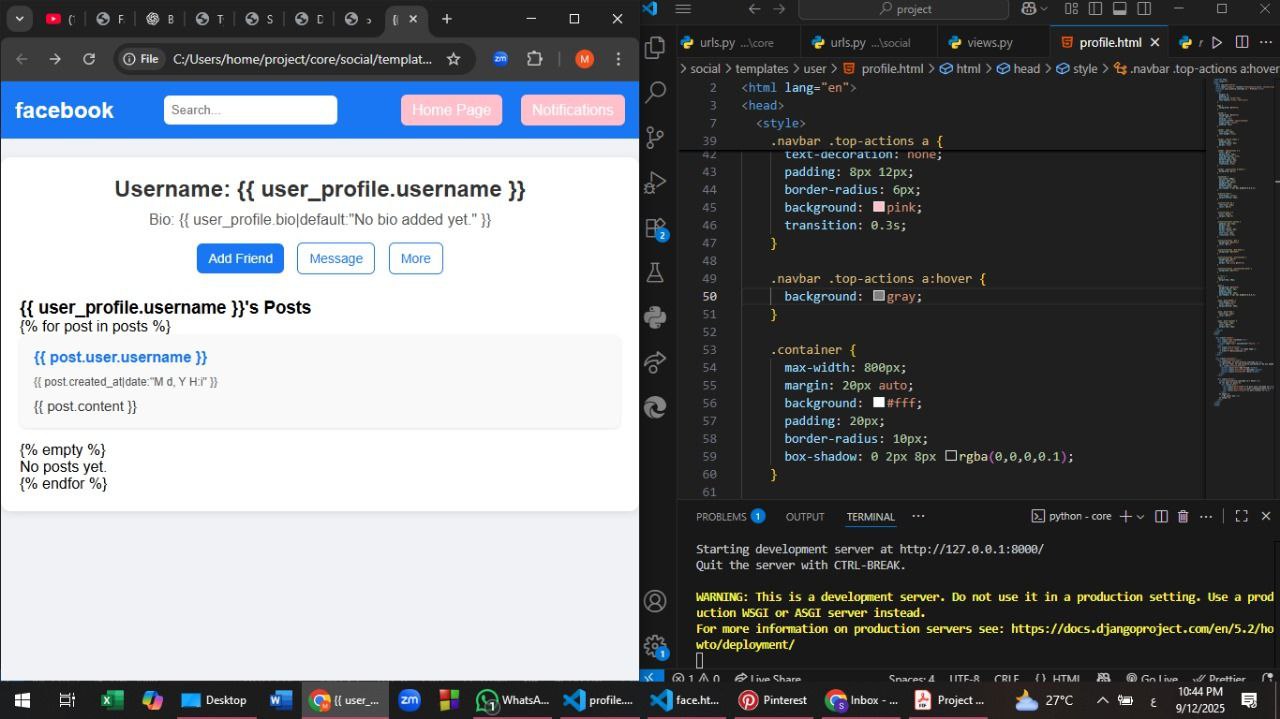 File
C:/Users/home/project/core/social/templat...
facebook
Search...
Home Page
Notifications
Username: {{ user_profile.username }}
Bio: {{ user_profile.bio|default:"No bio added yet." }}
Add Friend
Message
More
{{ user_profile.username }}'s Posts
{% for post in posts %}
{{ post.user.username }}
{{ post.created_at|date:"M d, Y H:i" }}
{{ post.content }}
{% empty %}
No posts yet.
{% endfor %}
project
urls.py ...\core
urls.py ...\social
views.py
profile.html
social > templates > user > profile.html > html > head > style > .navbar .top-actions a:hover
2 <html lang="en">
3 <head>
7 <style>
39 .navbar .top-actions a {
42 text-decoration: none;
43 padding: 8px 12px;
44 border-radius: 6px;
45 background: pink;
46 transition: 0.3s;
47 }
48
49 .navbar .top-actions a:hover {
50 background: gray;
51 }
52
53 .container {
54 max-width: 800px;
55 margin: 20px auto;
56 background: #fff;
57 padding: 20px;
58 border-radius: 10px;
59 box-shadow: 0 2px 8px rgba(0,0,0,0.1);
60 }
61
PROBLEMS 1 OUTPUT TERMINAL ...
python - core
Starting development server at http://127.0.0.1:8000/
Quit the server with CTRL-BREAK.
WARNING: This is a development server. Do not use it in a production setting. Use a prod
uction WSGI or ASGI server instead.
For more information on production servers see: https://docs.djangoproject.com/en/5.2/ho
wto/deployment/
1 0 Live Share Spaces: 4 UTF-8 CRLF {} HTML Go Live Prettier
Desktop
{{ user_...
WhatsA...
profile....
face.ht...
Pinterest
Inbox - ...
Project ...
27°C
ع
10:44 PM
9/12/2025